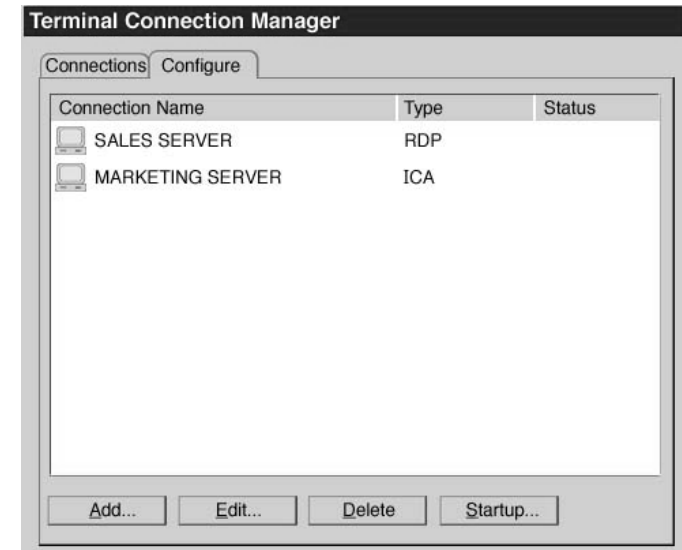 Terminal Connection Manager
Connections Configure
Connection Name Type Status
SALES SERVER RDP
MARKETING SERVER ICA
Add... Edit... Delete Startup...